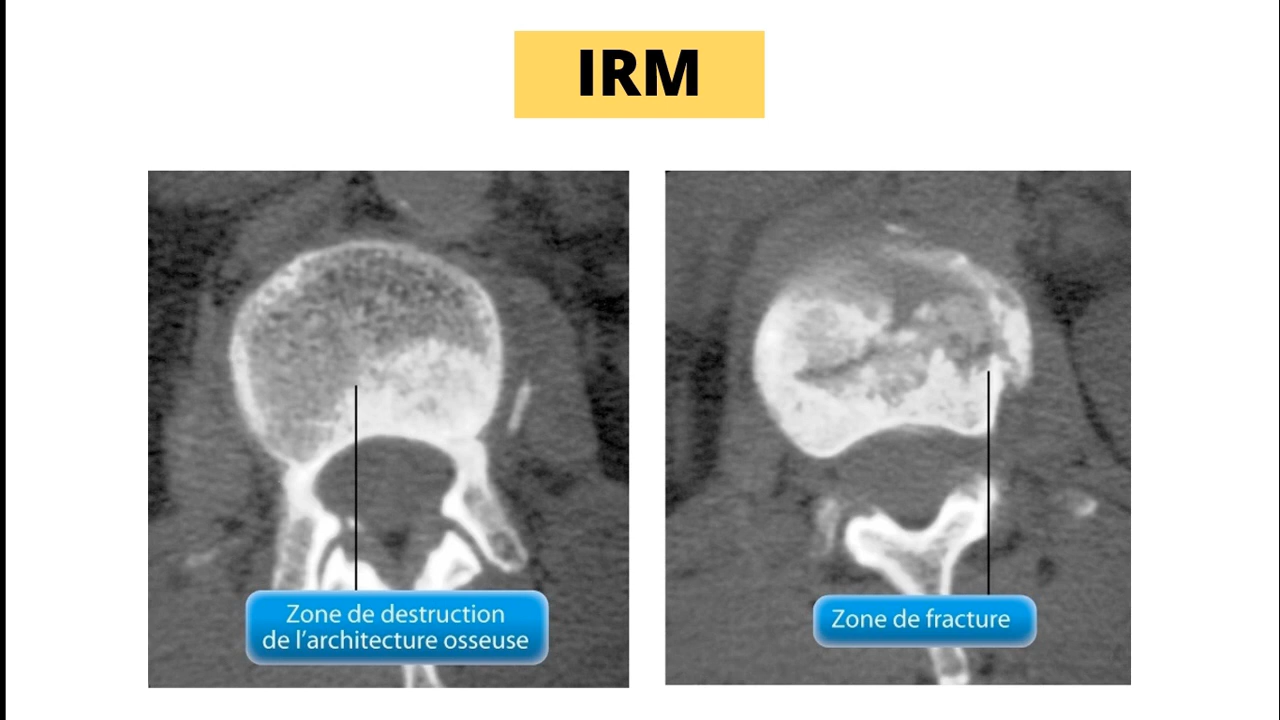 IRM
Zone de destruction
de l'architecture osseuse
Zone de fracture